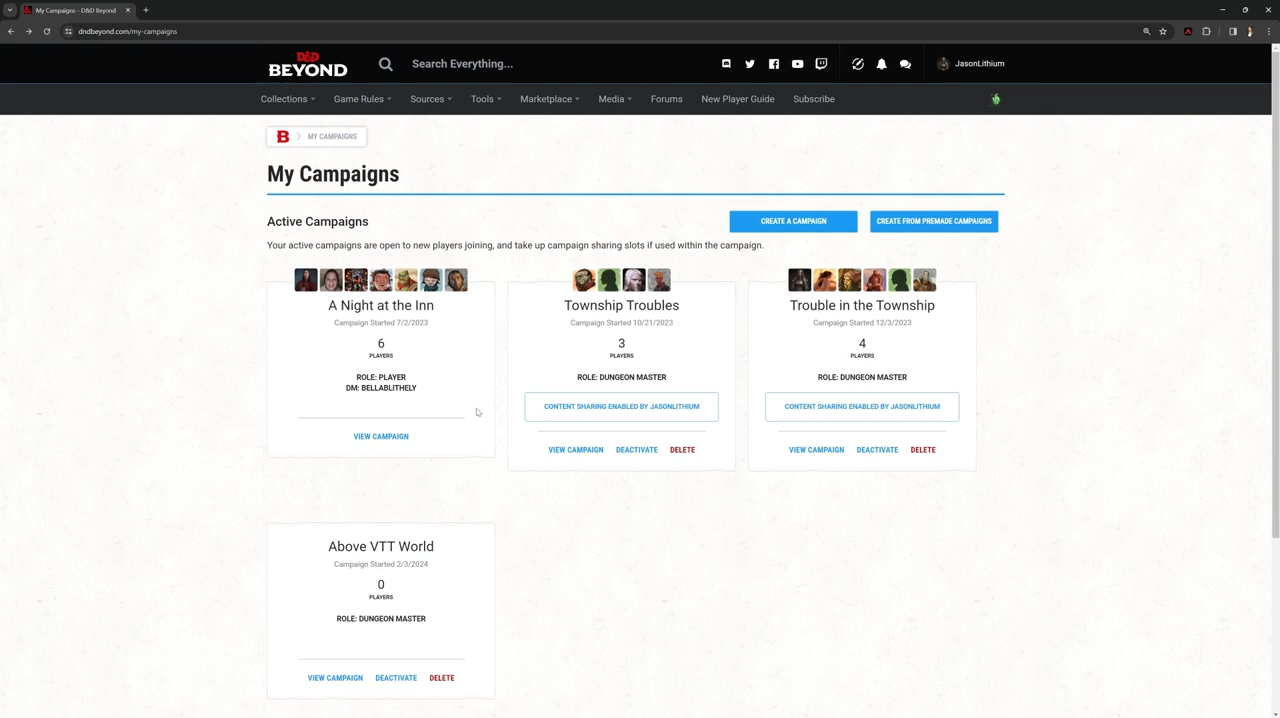 My Campaigns - D&D Beyond
dndbeyond.com/my-campaigns
D&D
BEYOND
Search Everything...
JasonLithium
Collections
Game Rules
Sources
Tools
Marketplace
Media
Forums
New Player Guide
Subscribe
B
MY CAMPAIGNS
My Campaigns
Active Campaigns
CREATE A CAMPAIGN
CREATE FROM PREMADE CAMPAIGNS
Your active campaigns are open to new players joining, and take up campaign sharing slots if used within the campaign.
A Night at the Inn
Campaign Started 7/2/2023
6
PLAYERS
ROLE: PLAYER
DM: BELLABLITHELY
VIEW CAMPAIGN
Township Troubles
Campaign Started 10/21/2023
3
PLAYERS
ROLE: DUNGEON MASTER
CONTENT SHARING ENABLED BY JASONLITHIUM
VIEW CAMPAIGN
DEACTIVATE
DELETE
Trouble in the Township
Campaign Started 12/3/2023
4
PLAYERS
ROLE: DUNGEON MASTER
CONTENT SHARING ENABLED BY JASONLITHIUM
VIEW CAMPAIGN
DEACTIVATE
DELETE
Above VTT World
Campaign Started 2/3/2024
0
PLAYERS
ROLE: DUNGEON MASTER
VIEW CAMPAIGN
DEACTIVATE
DELETE